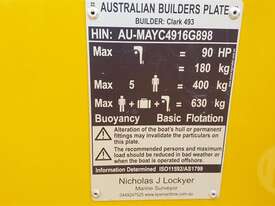 AUSTRALIAN BUILDERS PLATE
BUILDER: Clark 493
HIN: AU-MAYC4916G898
Max = 90 HP
= 180 kg
Max 5 = 400 kg
Max + + = 630 kg
Buoyancy Basic Flotation
Alteration of the boat's hull or permanent
fittings may invalidate the particulars on
this plate.
The recommended persons and maximum
load should be reduced in bad weather or
when the boat is operated offshore.
Information Determined ISO11592/AS1799
Nicholas J Lockyer
Marine Surveyor